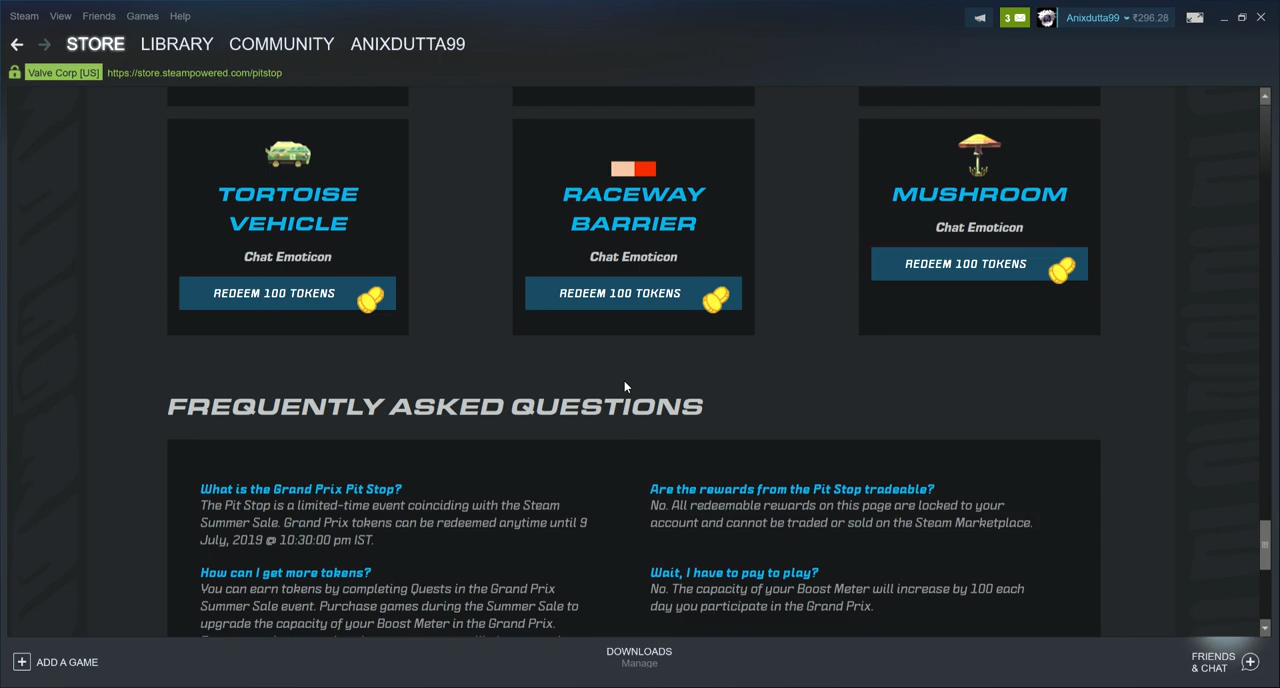 Steam View Friends Games Help
3 Anixdutta99 ₹296.28
STORE LIBRARY COMMUNITY ANIXDUTTA99
Valve Corp [US] https://store.steampowered.com/pitstop
TORTOISE
VEHICLE
Chat Emoticon
REDEEM 100 TOKENS
RACEWAY
BARRIER
Chat Emoticon
REDEEM 100 TOKENS
MUSHROOM
Chat Emoticon
REDEEM 100 TOKENS
FREQUENTLY ASKED QUESTIONS
What is the Grand Prix Pit Stop?
The Pit Stop is a limited-time event coinciding with the Steam
Summer Sale. Grand Prix tokens can be redeemed anytime until 9
July, 2019 @ 10:30:00 pm IST.
How can I get more tokens?
You can earn tokens by completing Quests in the Grand Prix
Summer Sale event. Purchase games during the Summer Sale to
upgrade the capacity of your Boost Meter in the Grand Prix.
Are the rewards from the Pit Stop tradeable?
No. All redeemable rewards on this page are locked to your
account and cannot be traded or sold on the Steam Marketplace.
Wait, I have to pay to play?
No. The capacity of your Boost Meter will increase by 100 each
day you participate in the Grand Prix.
ADD A GAME
DOWNLOADS
Manage
FRIENDS
& CHAT